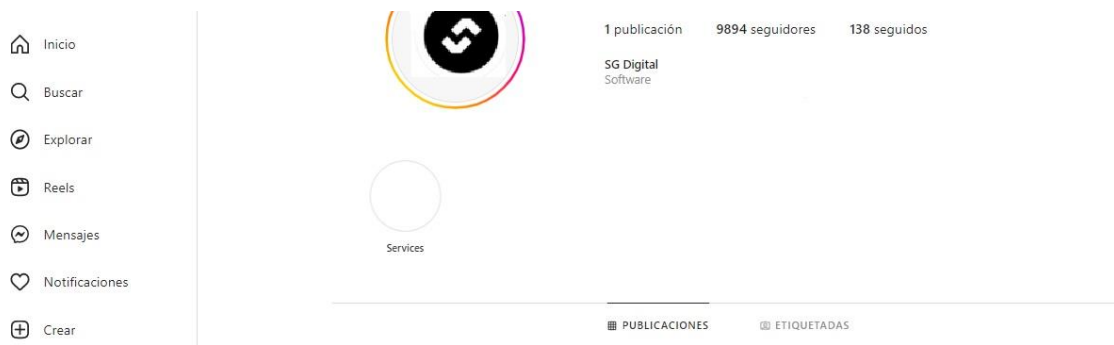 Inicio
Buscar
Explorar
Reels
Mensajes
Notificaciones
Crear
1 publicación 9894 seguidores 138 seguidos
SG Digital
Software
Services
PUBLICACIONES ETIQUETADAS